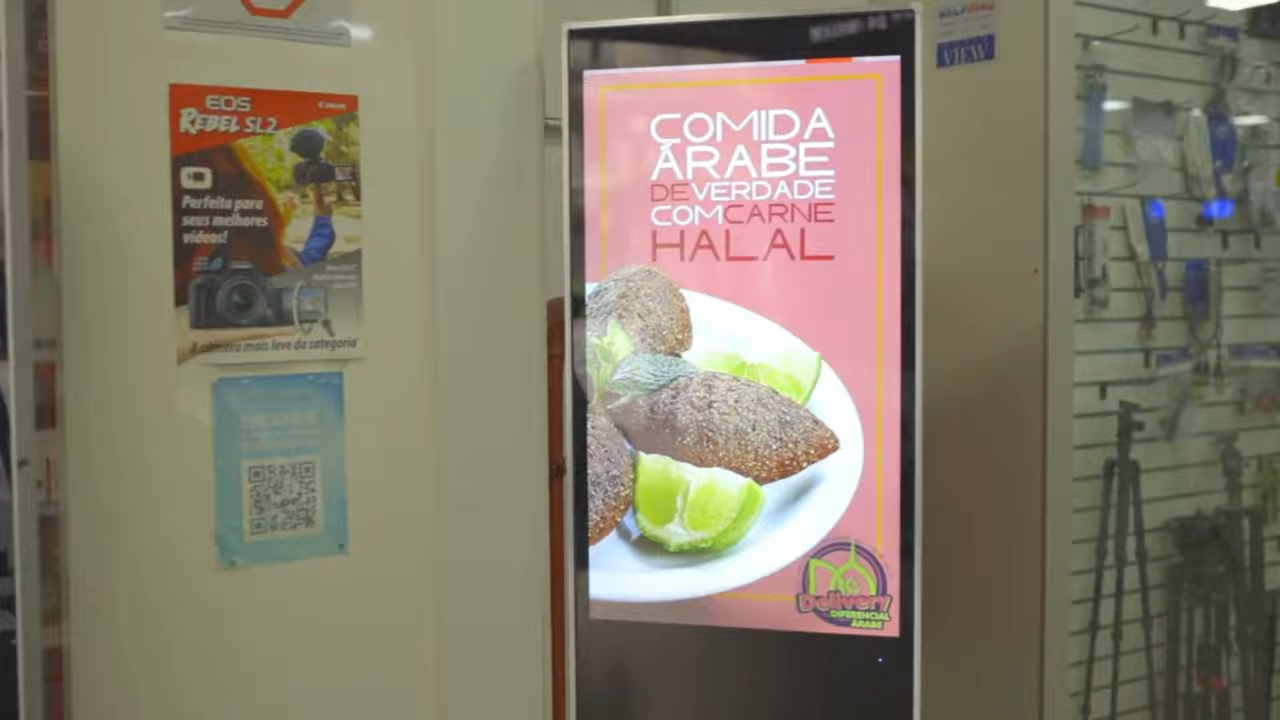 EOS
REBEL SL2
Canon
Perfeita para
seus melhores
vídeos!
A câmera mais leve da categoria
COMIDA
ÁRABE
DE VERDADE
COM CARNE
HALAL
Delivery
DIFERENCIAL
ÁRABE
VIEW